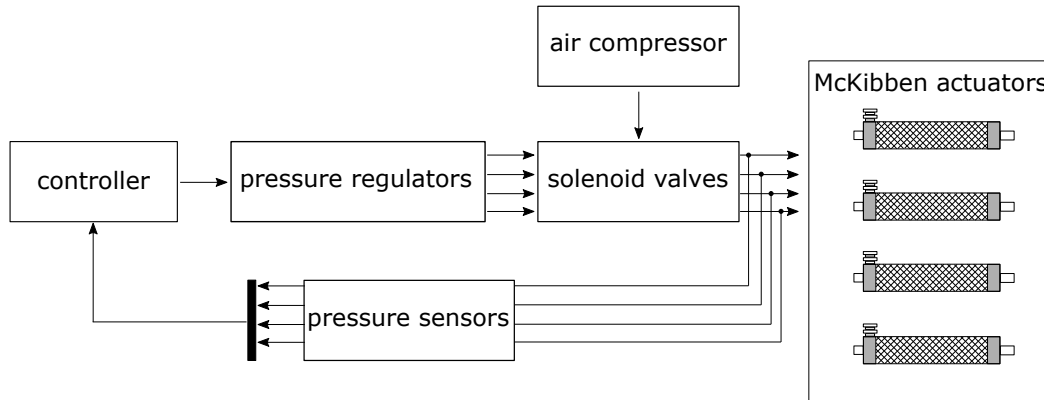 air compressor
McKibben actuators
controller
pressure regulators
solenoid valves
pressure sensors